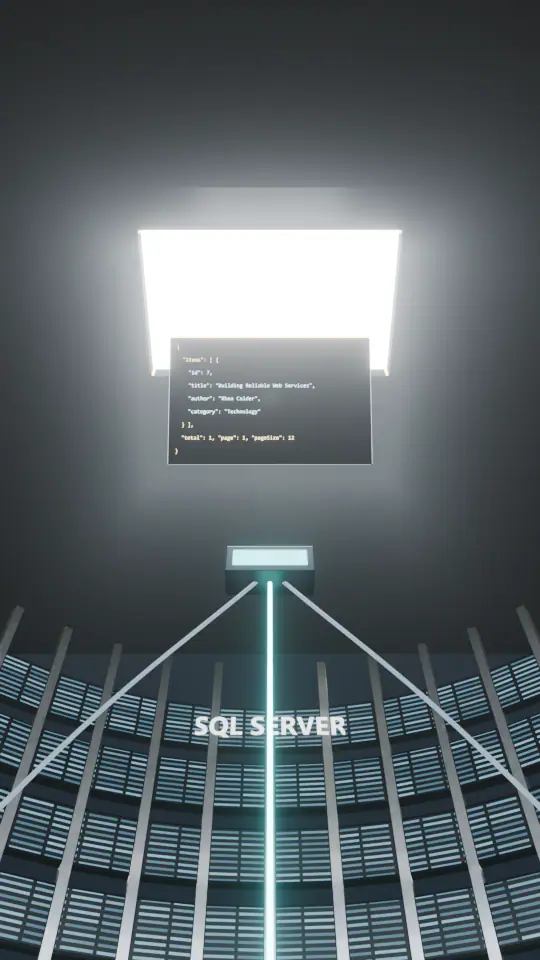 {
"items": [ {
"id": 7,
"title": "Building Reliable Web Services",
"author": "Rhea Calder",
"category": "Technology"
} ],
"total": 1, "page": 1, "pageSize": 12
}
SQL SERVER